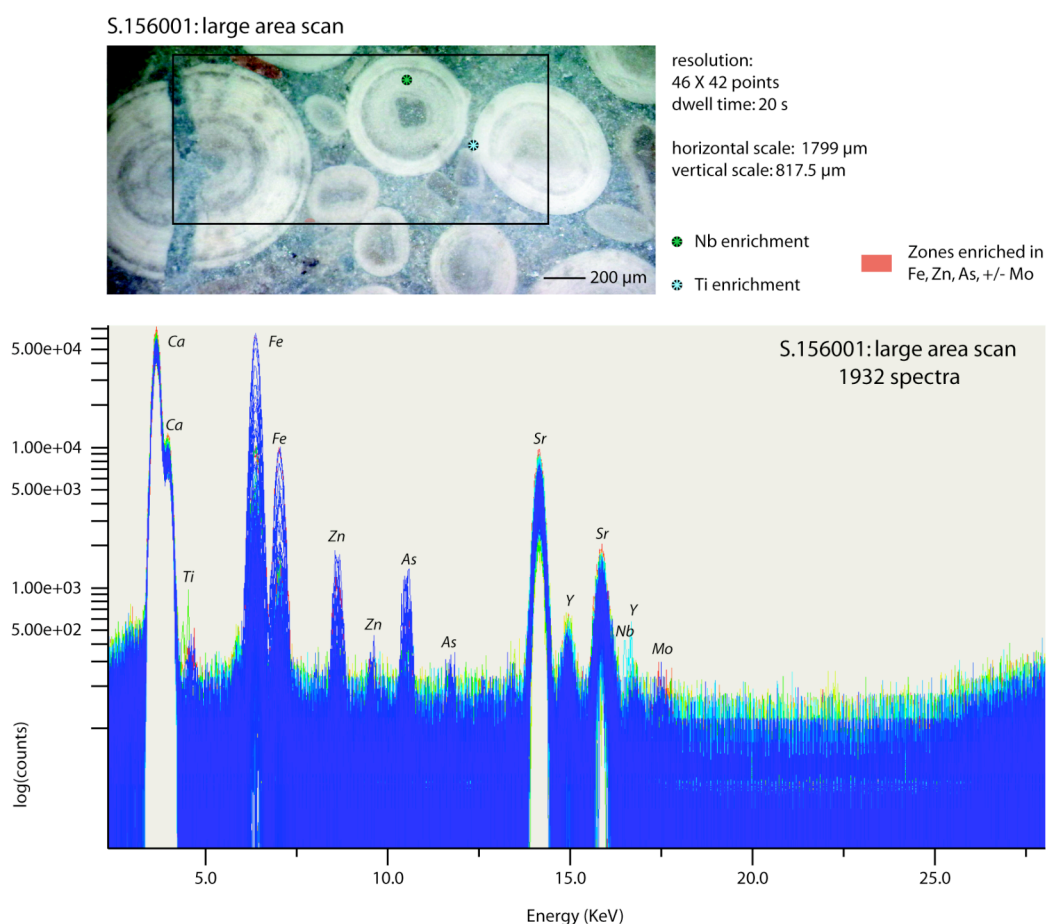 S.156001: large area scan
resolution:
46 X 42 points
dwell time: 20 s
horizontal scale: 1799 µm
vertical scale: 817.5 µm
Nb enrichment
Ti enrichment
Zones enriched in
Fe, Zn, As, +/- Mo
200 µm
S.156001: large area scan
1932 spectra
5.00e+04
1.00e+04
5.00e+03
1.00e+03
5.00e+02
log(counts)
Ca
Ca
Ti
Fe
Fe
Zn
Zn
As
As
Sr
Y
Sr
Nb
Y
Mo
5.0
10.0
15.0
20.0
25.0
Energy (KeV)